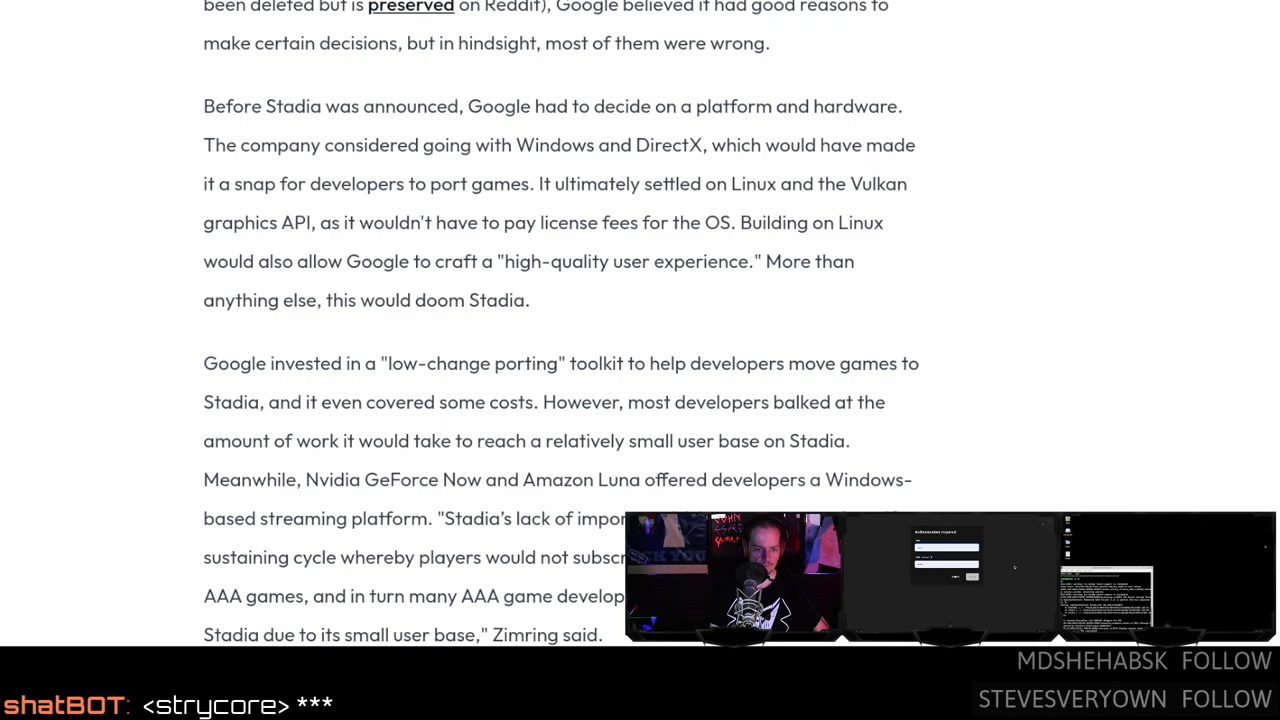 been deleted but is preserved on Reddit), Google believed it had good reasons to
make certain decisions, but in hindsight, most of them were wrong.
Before Stadia was announced, Google had to decide on a platform and hardware.
The company considered going with Windows and DirectX, which would have made
it a snap for developers to port games. It ultimately settled on Linux and the Vulkan
graphics API, as it wouldn't have to pay license fees for the OS. Building on Linux
would also allow Google to craft a "high-quality user experience." More than
anything else, this would doom Stadia.
Google invested in a "low-change porting" toolkit to help developers move games to
Stadia, and it even covered some costs. However, most developers balked at the
amount of work it would take to reach a relatively small user base on Stadia.
Meanwhile, Nvidia GeForce Now and Amazon Luna offered developers a Windows-
based streaming platform. "Stadia's lack of impor
sustaining cycle whereby players would not subscr
AAA games, and in turn many AAA game develop
Stadia due to its small user base," Zimring said.
MDSHEHABSK FOLLOW
STEVESVERYOWN FOLLOW
shatBOT: <strycore> ***